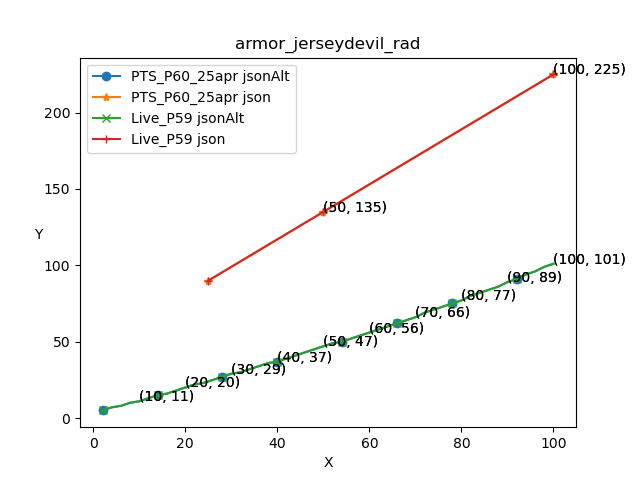 armor_jerseydevil_rad
PTS_P60_25apr jsonAlt
PTS_P60_25apr json
Live_P59 jsonAlt
Live_P59 json
(100, 225)
(50, 135)
(100, 101)
(90, 89)
(80, 77)
(70, 66)
(60, 56)
(50, 47)
(40, 37)
(30, 29)
(20, 20)
(10, 11)
Y
200
150
100
50
0
0 20 40 60 80 100
X